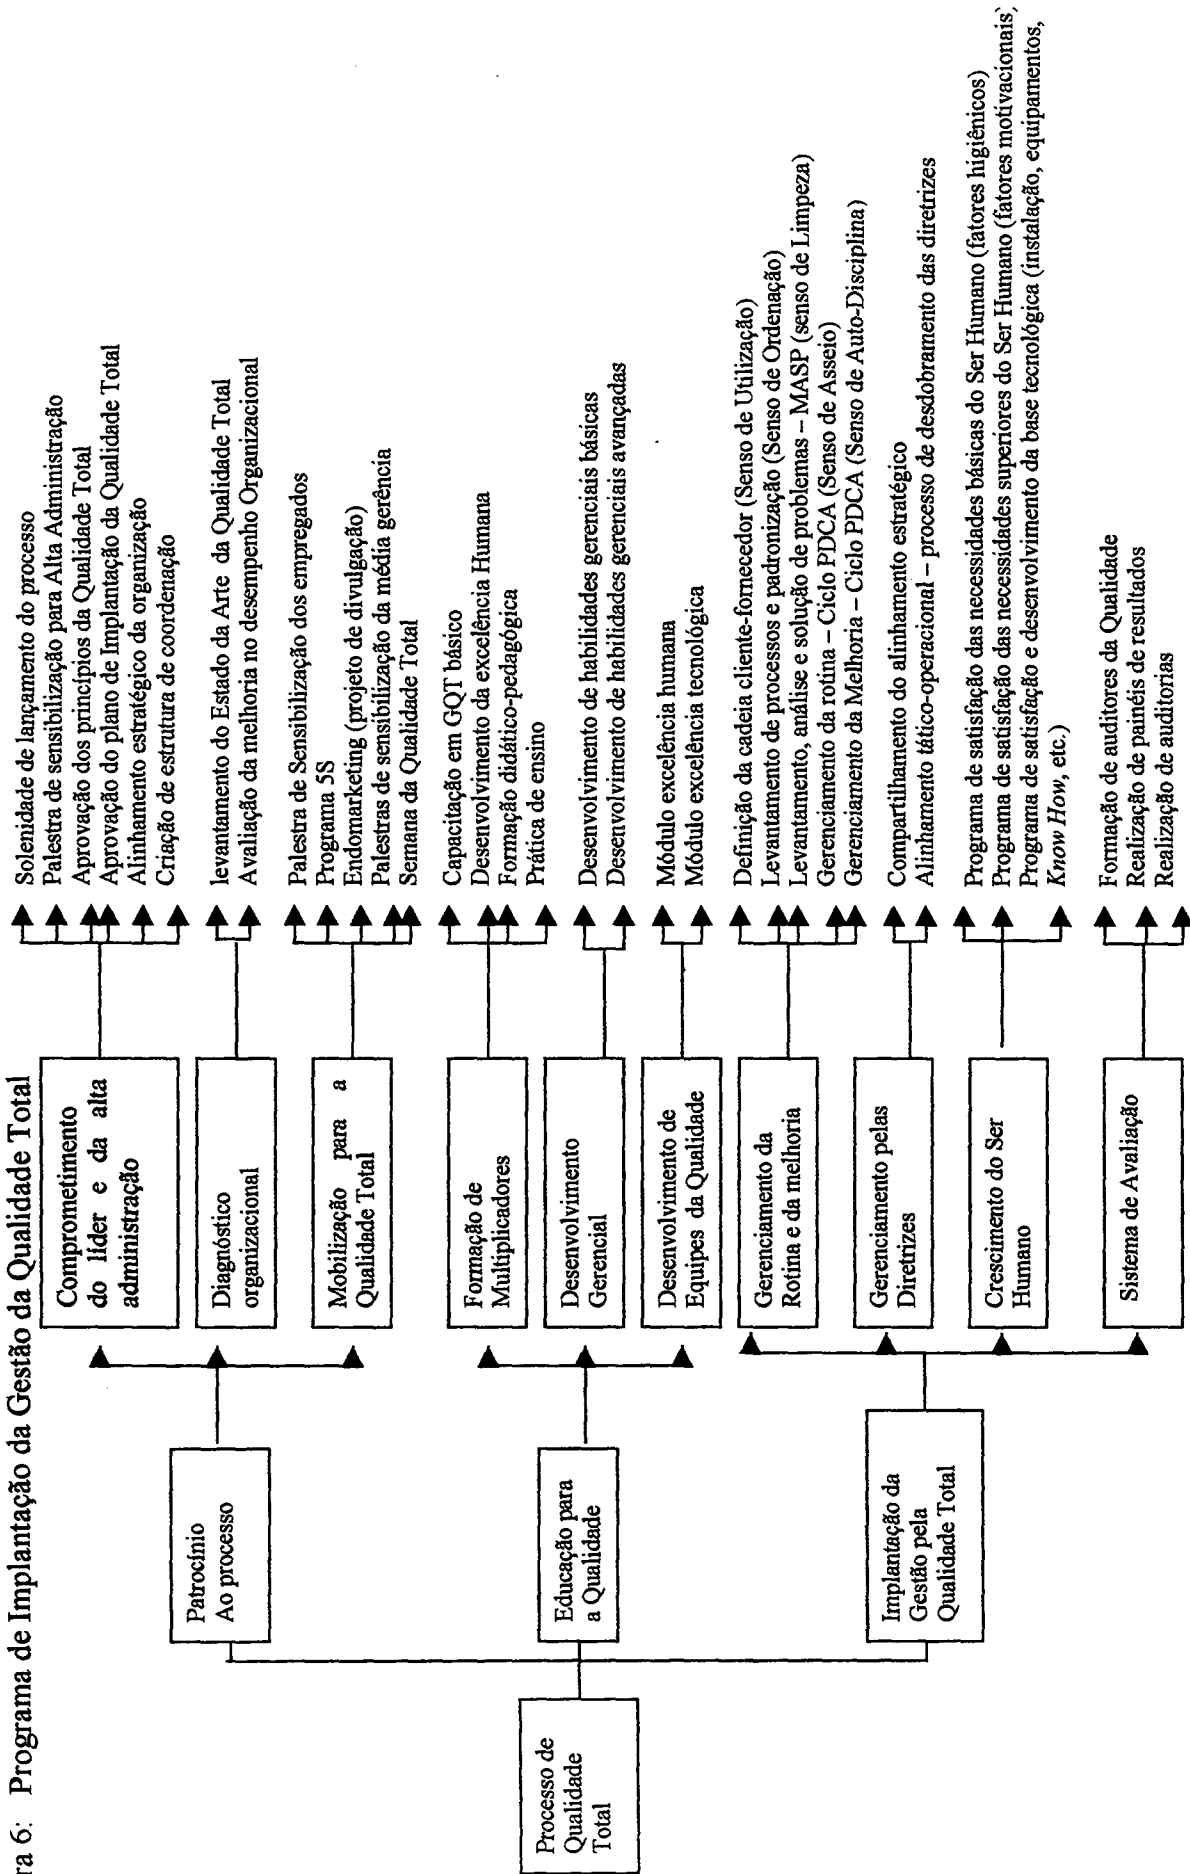 ra 6: Programa de Implantação da Gestão da Qualidade Total
Processo de
Qualidade
Total
Patrocínio
Ao processo
Comprometimento
do líder e da alta
administração
Solenidade de lançamento do processo
Palestra de sensibilização para Alta Administração
Aprovação dos princípios da Qualidade Total
Aprovação do plano de Implantação da Qualidade Total
Alinhamento estratégico da organização
Criação de estrutura de coordenação
Diagnóstico
organizacional
levantamento do Estado da Arte da Qualidade Total
Avaliação da melhoria no desempenho Organizacional
Mobilização para a
Qualidade Total
Palestra de Sensibilização dos empregados
Programa 5S
Endomarketing (projeto de divulgação)
Palestras de sensibilização da média gerência
Semana da Qualidade Total
Educação para
a Qualidade
Formação de
Multiplicadores
Capacitação em GQT básico
Desenvolvimento da excelência Humana
Formação didático-pedagógica
Prática de ensino
Desenvolvimento
Gerencial
Desenvolvimento de habilidades gerenciais básicas
Desenvolvimento de habilidades gerenciais avançadas
Desenvolvimento de
Equipes da Qualidade
Módulo excelência humana
Módulo excelência tecnológica
Implantação da
Gestão pela
Qualidade Total
Gerenciamento da
Rotina e da melhoria
Definição da cadeia cliente-fornecedor (Senso de Utilização)
Levantamento de processos e padronização (Senso de Ordenação)
Levantamento, análise e solução de problemas – MASP (senso de Limpeza)
Gerenciamento da rotina – Ciclo PDCA (Senso de Asseio)
Gerenciamento da Melhoria – Ciclo PDCA (Senso de Auto-Disciplina)
Gerenciamento pelas
Diretrizes
Compartilhamento do alinhamento estratégico
Alinhamento tático-operacional – processo de desdobramento das diretrizes
Crescimento do Ser
Humano
Programa de satisfação das necessidades básicas do Ser Humano (fatores higiênicos)
Programa de satisfação das necessidades superiores do Ser Humano (fatores motivacionais)
Programa de satisfação e desenvolvimento da base tecnológica (instalação, equipamentos,
Know How, etc.)
Sistema de Avaliação
Formação de auditores da Qualidade
Realização de painéis de resultados
Realização de auditorias